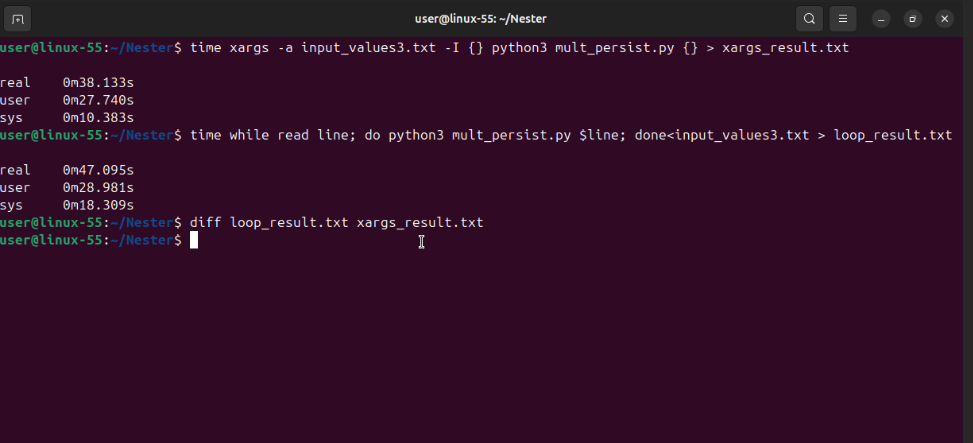 user@linux-55: ~/Nester
user@linux-55:~/Nester$ time xargs -a input_values3.txt -I {} python3 mult_persist.py {} > xargs_result.txt
real 0m38.133s
user 0m27.740s
sys 0m10.383s
user@linux-55:~/Nester$ time while read line; do python3 mult_persist.py $line; done<input_values3.txt > loop_result.txt
real 0m47.095s
user 0m28.981s
sys 0m18.309s
user@linux-55:~/Nester$ diff loop_result.txt xargs_result.txt
user@linux-55:~/Nester$